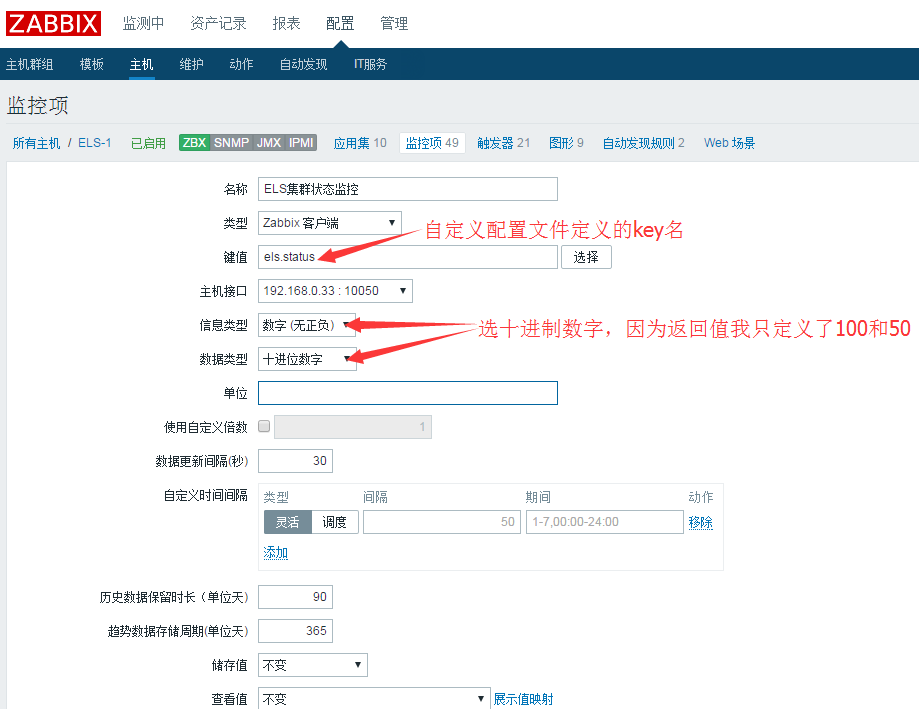 ZABBIX 监测中 资产记录 报表 配置 管理
主机群组 模板 主机 维护 动作 自动发现 IT服务
监控项
所有主机 / ELS-1 已启用 ZBX SNMP JMX IPMI 应用集 10 监控项 49 触发器 21 图形 9 自动发现规则 2 Web 场景
名称 ELS集群状态监控
类型 Zabbix 客户端
自定义配置文件定义的key名
键值 els.status 选择
主机接口 192.168.0.33 : 10050
信息类型 数字 (无正负)
选十进制数字，因为返回值我只定义了100和50
数据类型 十进位数字
单位
使用自定义倍数 1
数据更新间隔(秒) 30
自定义时间间隔 类型 间隔 期间 动作
灵活 调度 50 1-7,00:00-24:00 移除
添加
历史数据保留时长（单位天) 90
趋势数据存储周期(单位天) 365
储存值 不变
查看值 不变 展示值映射